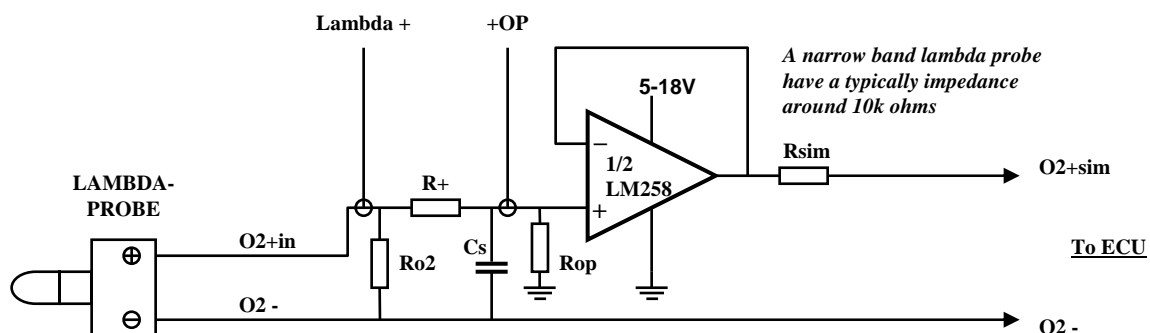 Lambda +
+OP
A narrow band lambda probe
have a typically impedance
around 10k ohms
5-18V
Rsim
O2+sim
1/2
LM258
−
+
LAMBDA-
PROBE
R+
O2+in
Ro2
Cs
Rop
To ECU
+
O2 -
−
O2 -